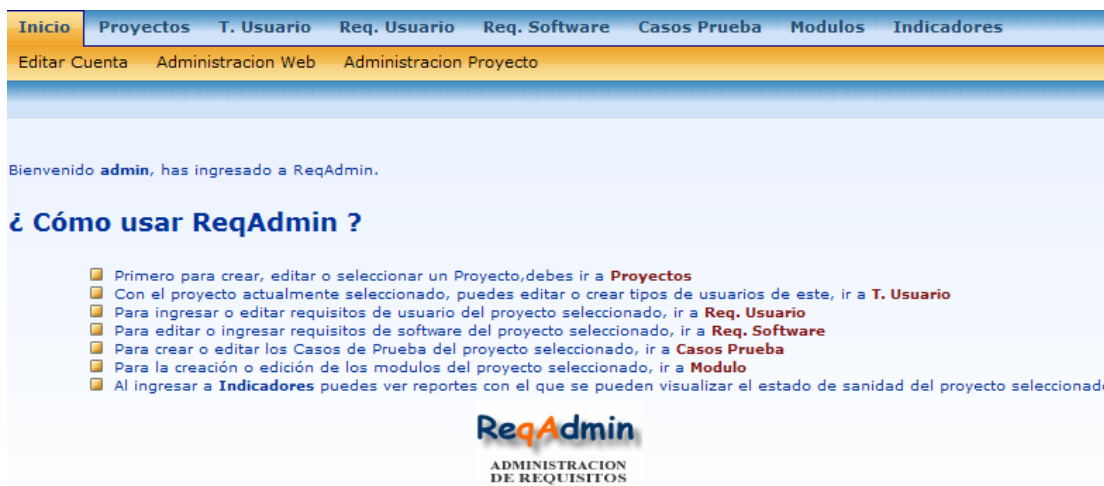 Inicio Proyectos T. Usuario Req. Usuario Req. Software Casos Prueba Modulos Indicadores
Editar Cuenta Administracion Web Administracion Proyecto
Bienvenido admin, has ingresado a ReqAdmin.
¿ Cómo usar ReqAdmin ?
Primero para crear, editar o seleccionar un Proyecto,debes ir a Proyectos
Con el proyecto actualmente seleccionado, puedes editar o crear tipos de usuarios de este, ir a T. Usuario
Para ingresar o editar requisitos de usuario del proyecto seleccionado, ir a Req. Usuario
Para editar o ingresar requisitos de software del proyecto seleccionado, ir a Req. Software
Para crear o editar los Casos de Prueba del proyecto seleccionado, ir a Casos Prueba
Para la creación o edición de los modulos del proyecto seleccionado, ir a Modulo
Al ingresar a Indicadores puedes ver reportes con el que se pueden visualizar el estado de sanidad del proyecto seleccionad
ReqAdmin
ADMINISTRACION
DE REQUISITOS